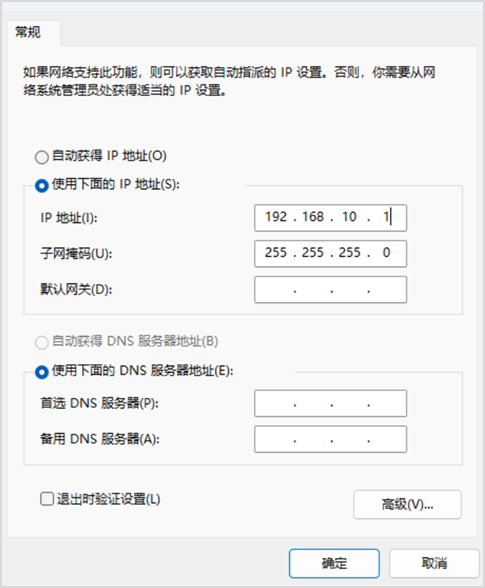 常规
如果网络支持此功能，则可以获取自动指派的 IP 设置。否则，你需要从网
络系统管理员处获得适当的 IP 设置。
自动获得 IP 地址(O)
使用下面的 IP 地址(S):
IP 地址(I): 192 . 168 . 10 . 1
子网掩码(U): 255 . 255 . 255 . 0
默认网关(D): . . .
自动获得 DNS 服务器地址(B)
使用下面的 DNS 服务器地址(E):
首选 DNS 服务器(P): . . .
备用 DNS 服务器(A): . . .
退出时验证设置(L)
高级(V)...
确定 取消